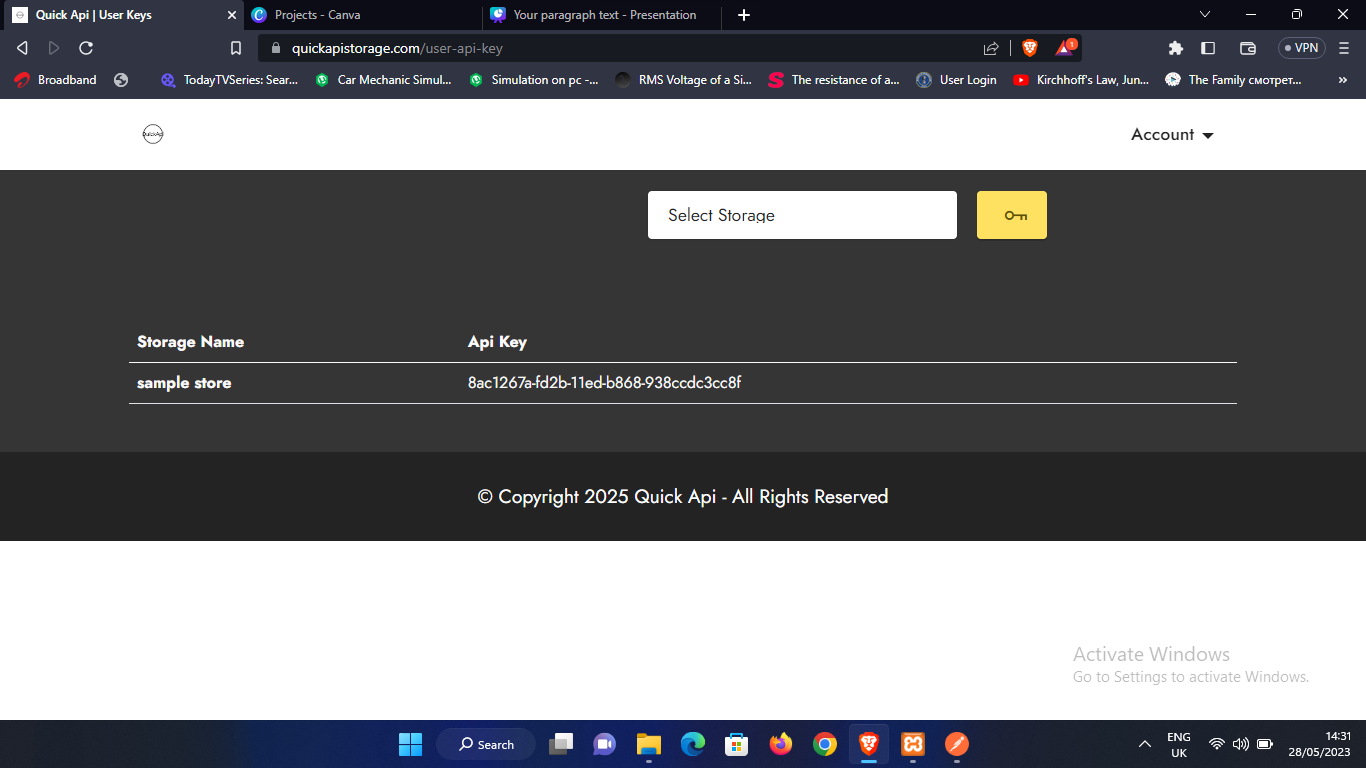 Quick Api | User Keys
Projects - Canva
Your paragraph text - Presentation
quickapistorage.com/user-api-key
1
VPN
Broadband
TodayTVSeries: Sear...
Car Mechanic Simul...
Simulation on pc -...
RMS Voltage of a Si...
The resistance of a...
User Login
Kirchhoff's Law, Jun...
The Family смотрет...
»
Account
Select Storage
Storage Name Api Key
sample store 8ac1267a-fd2b-11ed-b868-938ccdc3cc8f
© Copyright 2025 Quick Api - All Rights Reserved
Activate Windows
Go to Settings to activate Windows.
Search
ENG
UK
14:31
28/05/2023